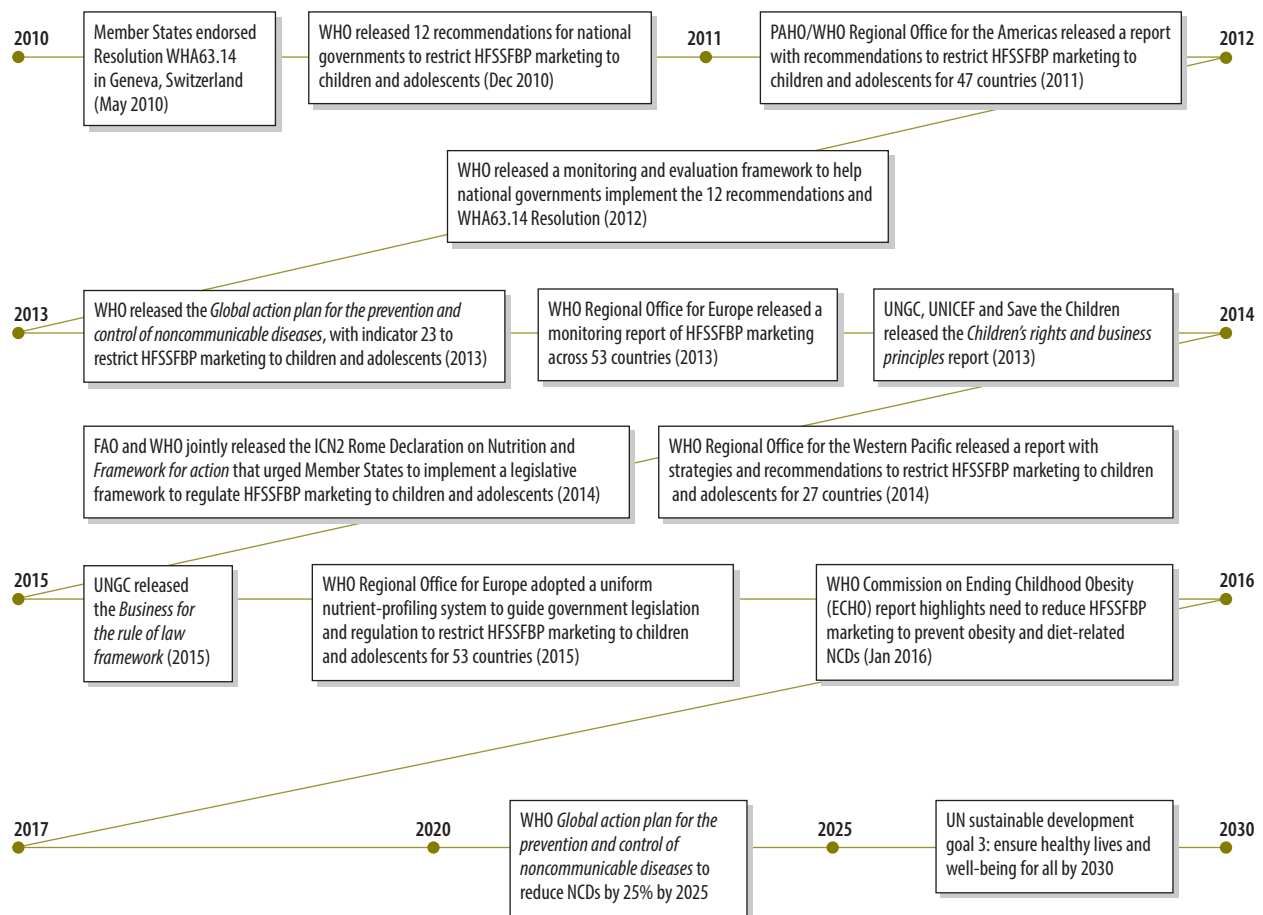 2010
Member States endorsed
Resolution WHA63.14
in Geneva, Switzerland
(May 2010)
WHO released 12 recommendations for national
governments to restrict HFSSFBP marketing to
children and adolescents (Dec 2010)
2011
PAHO/WHO Regional Office for the Americas released a report
with recommendations to restrict HFSSFBP marketing to
children and adolescents for 47 countries (2011)
2012
WHO released a monitoring and evaluation framework to help
national governments implement the 12 recommendations and
WHA63.14 Resolution (2012)
2013
WHO released the Global action plan for the prevention and
control of noncommunicable diseases, with indicator 23 to
restrict HFSSFBP marketing to children and adolescents (2013)
WHO Regional Office for Europe released a
monitoring report of HFSSFBP marketing
across 53 countries (2013)
UNGC, UNICEF and Save the Children
released the Children's rights and business
principles report (2013)
2014
FAO and WHO jointly released the ICN2 Rome Declaration on Nutrition and
Framework for action that urged Member States to implement a legislative
framework to regulate HFSSFBP marketing to children and adolescents (2014)
WHO Regional Office for the Western Pacific released a report with
strategies and recommendations to restrict HFSSFBP marketing to children
and adolescents for 27 countries (2014)
2015
UNGC released
the Business for
the rule of law
framework (2015)
WHO Regional Office for Europe adopted a uniform
nutrient-profiling system to guide government legislation
and regulation to restrict HFSSFBP marketing to children
and adolescents for 53 countries (2015)
WHO Commission on Ending Childhood Obesity
(ECHO) report highlights need to reduce HFSSFBP
marketing to prevent obesity and diet-related
NCDs (Jan 2016)
2016
2017
2020
WHO Global action plan for the
prevention and control of
noncommunicable diseases to
reduce NCDs by 25% by 2025
2025
UN sustainable development
goal 3: ensure healthy lives and
well-being for all by 2030
2030